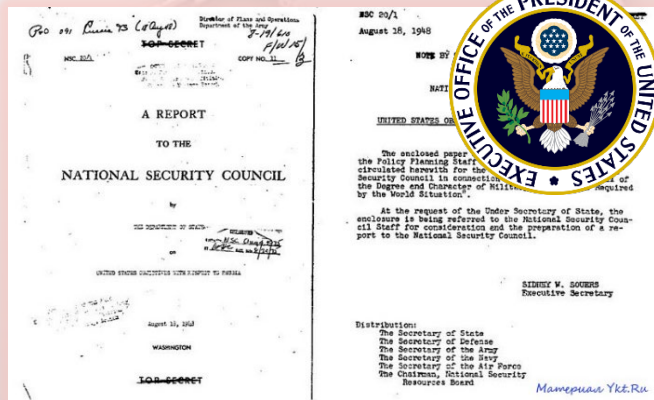 P&O 091 Russia
Director of Plans and Operations
Department of the Army
TOP SECRET
NSC 20/1
COPY NO. 11
A REPORT
TO THE
NATIONAL SECURITY COUNCIL
by
THE DEPARTMENT OF STATE
on
UNITED STATES OBJECTIVES WITH RESPECT TO RUSSIA
August 18, 1948
WASHINGTON
TOP SECRET
NSC 20/1
August 18, 1948
NOTE BY
UNITED STATES
The enclosed paper
the Policy Planning Staff
circulated herewith for the
Security Council in connection of
the Degree and Character of Required
by the World Situation".
At the request of the Under Secretary of State, the
enclosure is being referred to the National Security Coun-
cil Staff for consideration and the preparation of a re-
port to the National Security Council.
SIDNEY W. SOUERS
Executive Secretary
Distribution:
The Secretary of State
The Secretary of Defense
The Secretary of the Army
The Secretary of the Navy
The Secretary of the Air Force
The Chairman, National Security
Resources Board
EXECUTIVE OFFICE OF THE PRESIDENT OF THE UNITED STATES
Материал Ykt.Ru